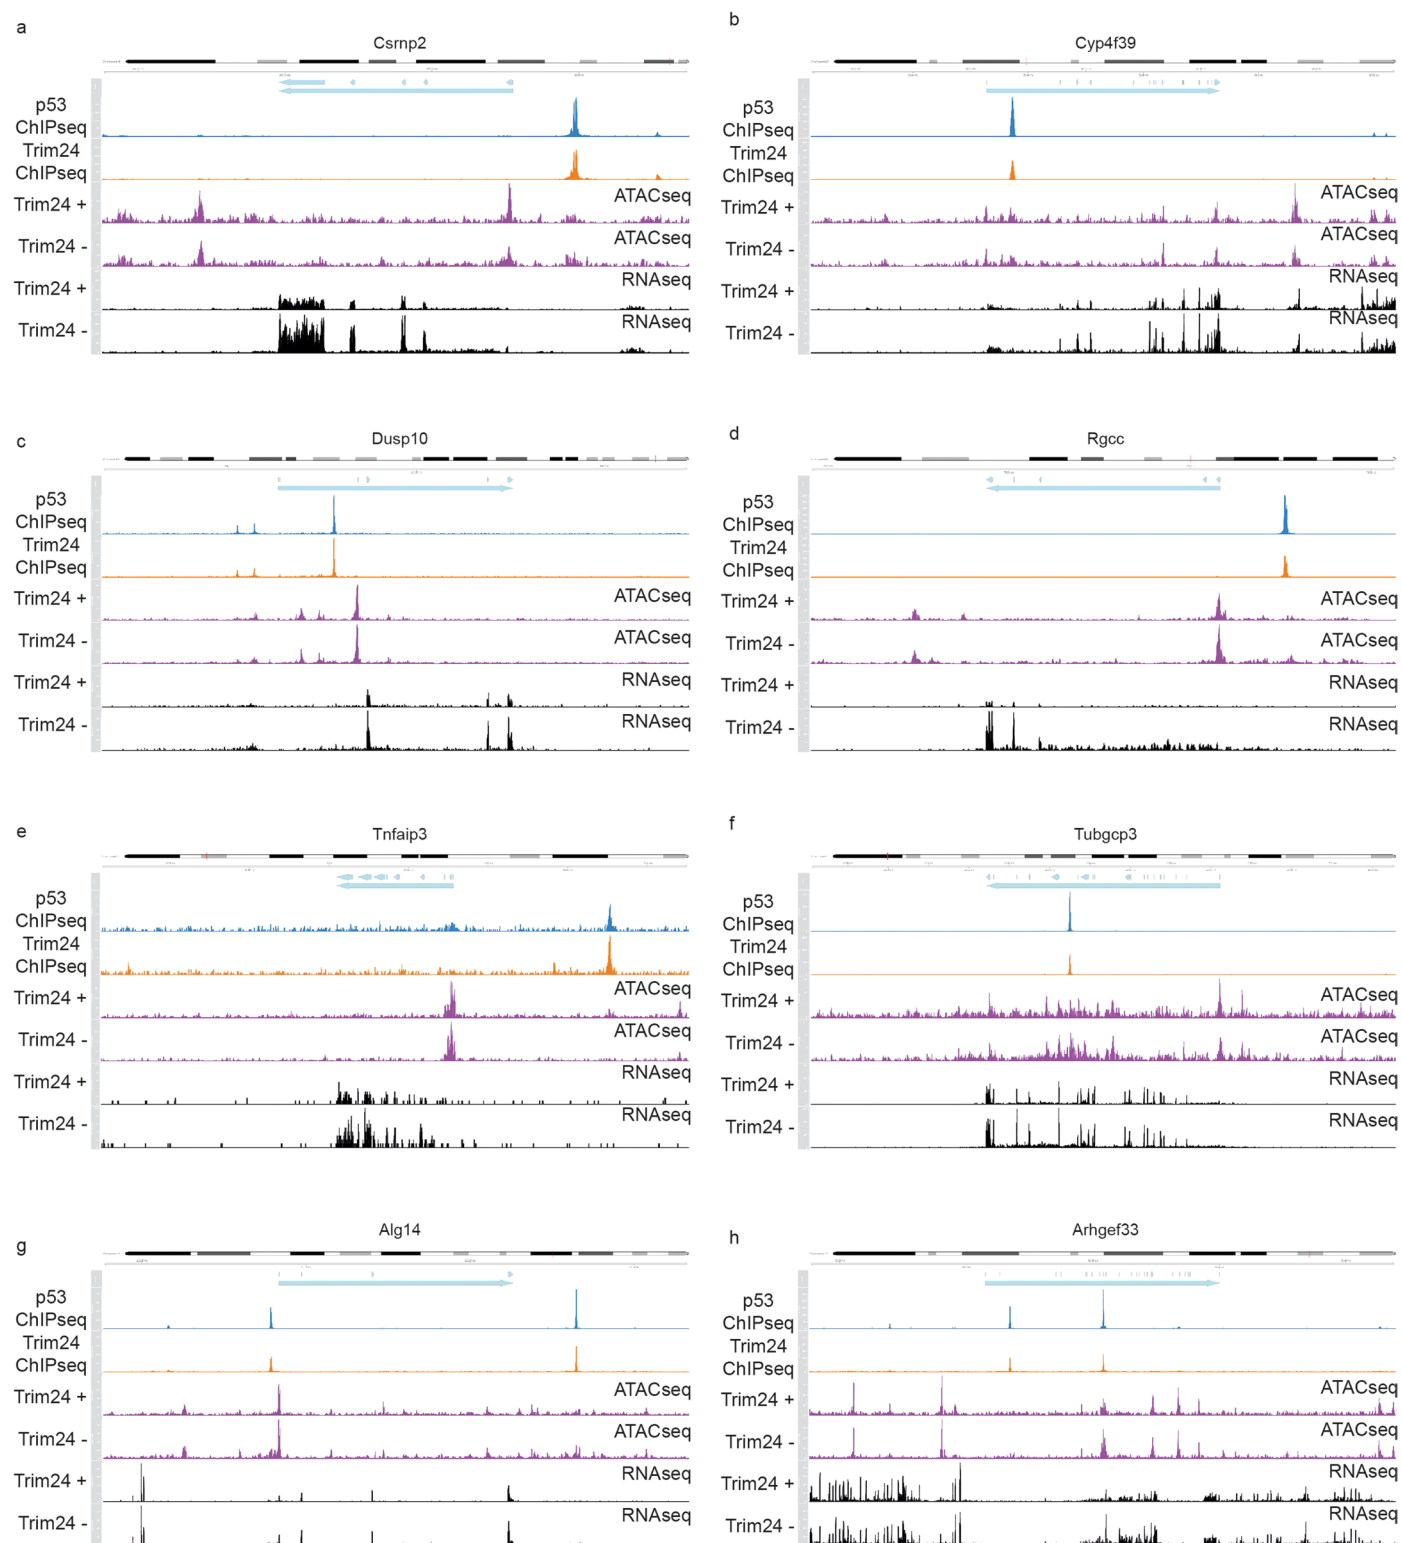 a
Csrnp2
p53
ChIPseq
Trim24
ChIPseq
Trim24 +
ATACseq
Trim24 -
ATACseq
Trim24 +
RNAseq
Trim24 -
RNAseq
b
Cyp4f39
p53
ChIPseq
Trim24
ChIPseq
Trim24 +
ATACseq
Trim24 -
ATACseq
Trim24 +
RNAseq
Trim24 -
RNAseq
c
Dusp10
p53
ChIPseq
Trim24
ChIPseq
Trim24 +
ATACseq
Trim24 -
ATACseq
Trim24 +
RNAseq
Trim24 -
RNAseq
d
Rgcc
p53
ChIPseq
Trim24
ChIPseq
Trim24 +
ATACseq
Trim24 -
ATACseq
Trim24 +
RNAseq
Trim24 -
RNAseq
e
Tnfaip3
p53
ChIPseq
Trim24
ChIPseq
Trim24 +
ATACseq
Trim24 -
ATACseq
Trim24 +
RNAseq
Trim24 -
RNAseq
f
Tubgcp3
p53
ChIPseq
Trim24
ChIPseq
Trim24 +
ATACseq
Trim24 -
ATACseq
Trim24 +
RNAseq
Trim24 -
RNAseq
g
Alg14
p53
ChIPseq
Trim24
ChIPseq
Trim24 +
ATACseq
Trim24 -
ATACseq
Trim24 +
RNAseq
Trim24 -
RNAseq
h
Arhgef33
p53
ChIPseq
Trim24
ChIPseq
Trim24 +
ATACseq
Trim24 -
ATACseq
Trim24 +
RNAseq
Trim24 -
RNAseq